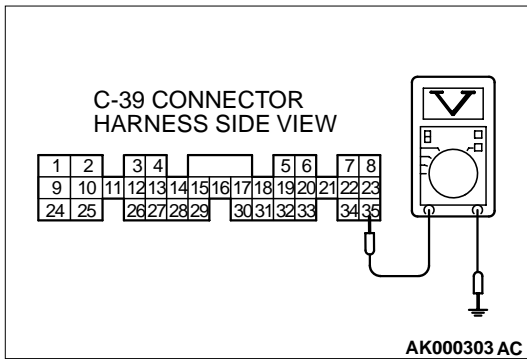 C-39 CONNECTOR
HARNESS SIDE VIEW
V
1 2 3 4 5 6 7 8
9 10 11 12 13 14 15 16 17 18 19 20 21 22 23
24 25 26 27 28 29 30 31 32 33 34 35
AK000303 AC